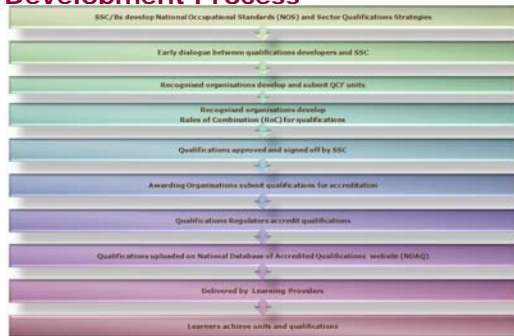 Development Process
SSC/Bs develop National Occupational Standards (NOS) and Sector Qualifications Strategies
Early dialogue between qualifications developers and SSC
Recognised organisations develop and submit QCF units
Recognised organisations develop
Rules of Combination (RoC) for qualifications
Qualifications approved and signed off by SSC
Awarding Organisations submit qualifications for accreditation
Qualifications Regulators accredit qualifications
Qualifications uploaded on National Database of Accredited Qualifications website (NDAQ)
Delivered by Learning Providers
Learners achieve units and qualifications